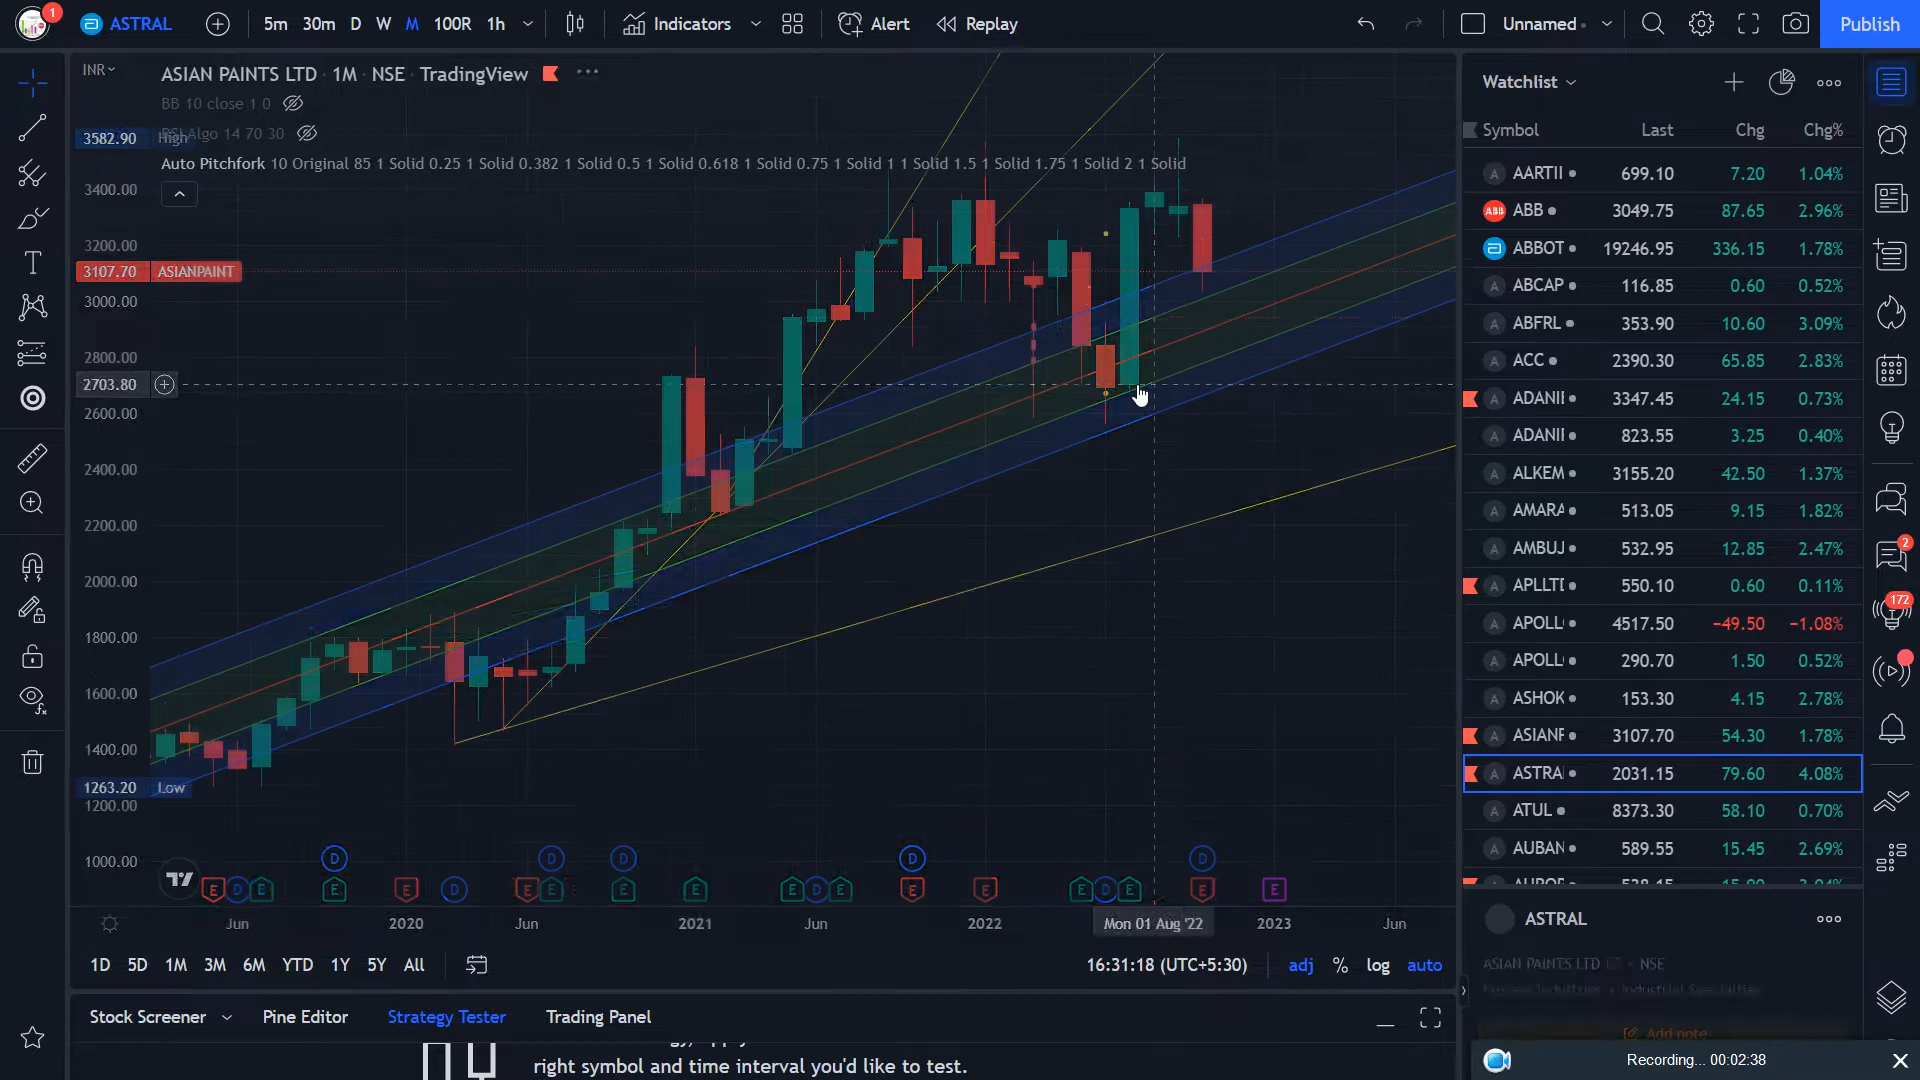 1
ASTRAL
5m 30m D W M 100R 1h
Indicators
Alert
Replay
Unnamed
Publish
INR
ASIAN PAINTS LTD · 1M · NSE · TradingView
BB 10 close 1 0
Algo 14 70 30
Auto Pitchfork 10 Original 85 1 Solid 0.25 1 Solid 0.382 1 Solid 0.5 1 Solid 0.618 1 Solid 0.75 1 Solid 1 1 Solid 1.5 1 Solid 1.75 1 Solid 2 1 Solid
3582.90 High
3400.00
3200.00
3107.70 ASIANPAINT
3000.00
2800.00
2703.80
2600.00
2400.00
2200.00
2000.00
1800.00
1600.00
1400.00
1263.20 Low
1200.00
1000.00
D D D D D
E D E E E D E E E E E D E E E D E E E
Jun 2020 Jun 2021 Jun 2022 Mon 01 Aug '22 2023 Jun
1D 5D 1M 3M 6M YTD 1Y 5Y All
16:31:18 (UTC+5:30) adj % log auto
Stock Screener Pine Editor Strategy Tester Trading Panel
right symbol and time interval you'd like to test.
Watchlist
Symbol Last Chg Chg%
A AARTII 699.10 7.20 1.04%
ABB ABB 3049.75 87.65 2.96%
ABBOT 19246.95 336.15 1.78%
A ABCAP 116.85 0.60 0.52%
A ABFRL 353.90 10.60 3.09%
A ACC 2390.30 65.85 2.83%
A ADANI 3347.45 24.15 0.73%
A ADANI 823.55 3.25 0.40%
A ALKEM 3155.20 42.50 1.37%
A AMARA 513.05 9.15 1.82%
A AMBUJ 532.95 12.85 2.47%
A APLLT 550.10 0.60 0.11%
A APOLL 4517.50 −49.50 −1.08%
A APOLL 290.70 1.50 0.52%
A ASHOK 153.30 4.15 2.78%
A ASIANP 3107.70 54.30 1.78%
A ASTRA 2031.15 79.60 4.08%
A ATUL 8373.30 58.10 0.70%
A AUBAN 589.55 15.45 2.69%
ASTRAL
ASIAN PAINTS LTD NSE
Add note
2
172
Recording... 00:02:38